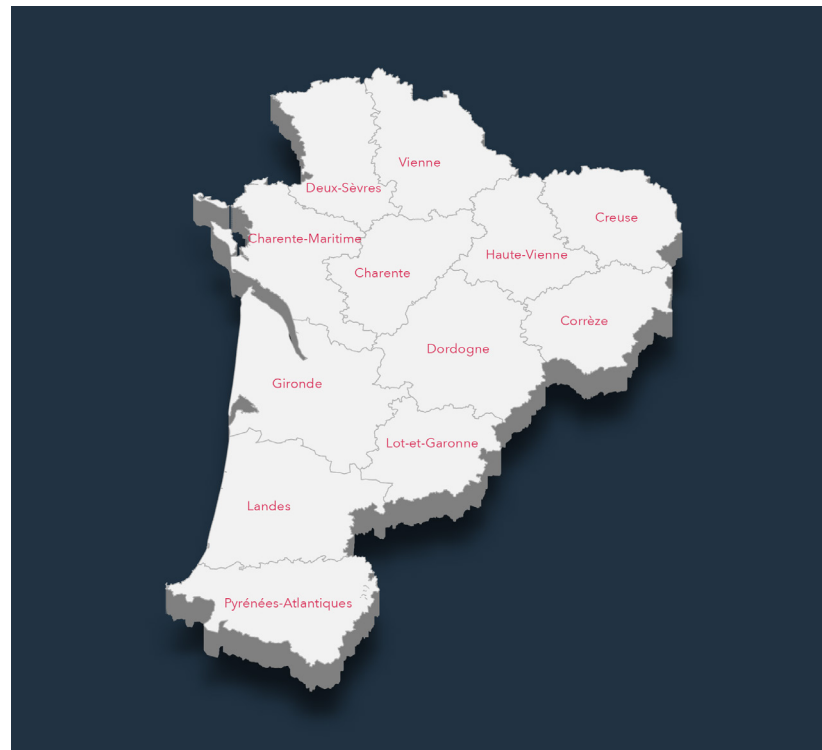 Vienne
Deux-Sèvres
Creuse
Charente-Maritime
Haute-Vienne
Charente
Corrèze
Dordogne
Gironde
Lot-et-Garonne
Landes
Pyrénées-Atlantiques